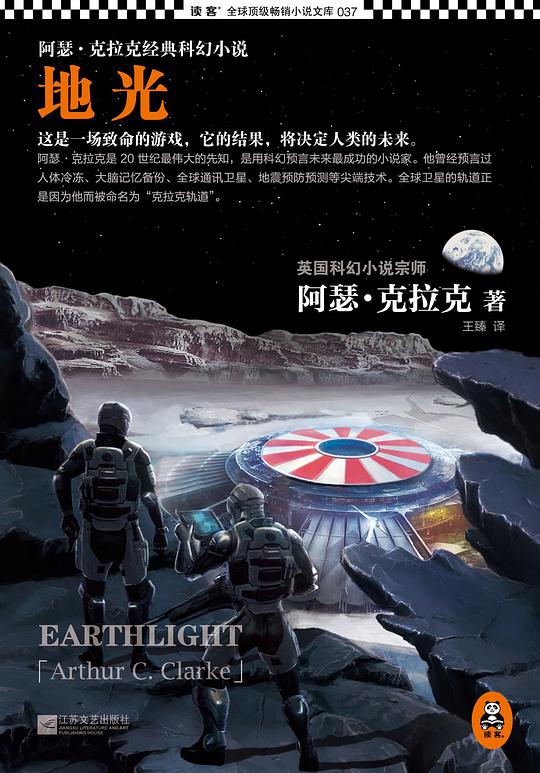 读客® 全球顶级畅销小说文库 037
阿瑟·克拉克经典科幻小说
地光
这是一场致命的游戏，它的结果，将决定人类的未来。
阿瑟·克拉克是 20 世纪最伟大的先知，是用科幻预言未来最成功的小说家。他曾经预言过
人体冷冻、大脑记忆备份、全球通讯卫星、地震预防预测等尖端技术。全球卫星的轨道正
是因为他而被命名为“克拉克轨道”。
英国科幻小说宗师
阿瑟·克拉克 著
王臻 译
EARTHLIGHT
「Arthur C. Clarke」
江苏文艺出版社
JIANGSU LITERATURE AND ART
PUBLISHING HOUSE
读客®